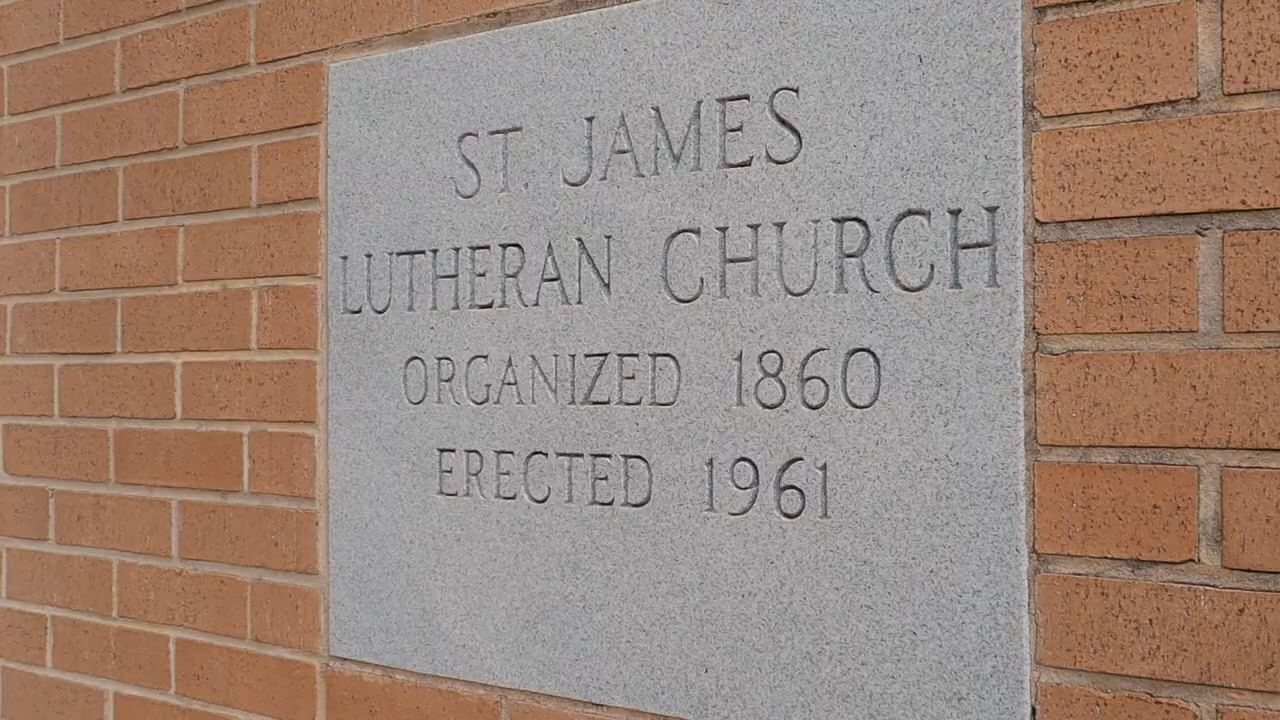 ST. JAMES
LUTHERAN CHURCH
ORGANIZED 1860
ERECTED 1961